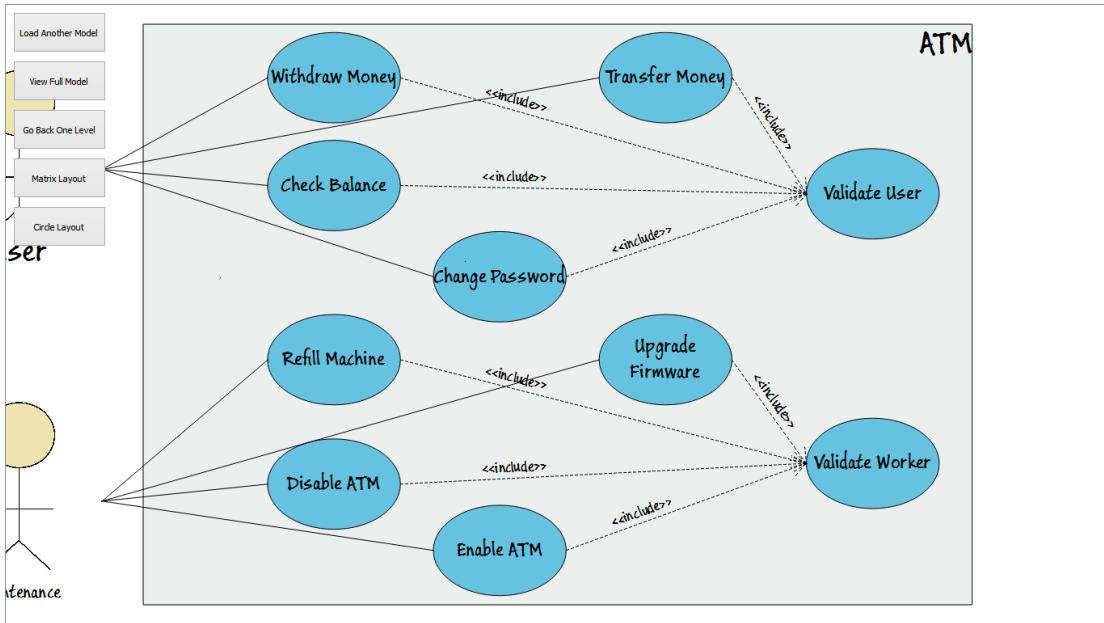 Load Another Model
View Full Model
Go Back One Level
Matrix Layout
Circle Layout
ser
ATM
Withdraw Money
Transfer Money
<<include>>
<<include>>
Check Balance
<<include>>
Validate User
<<include>>
Change Password
Refill Machine
Upgrade
Firmware
<<include>>
<<include>>
Disable ATM
<<include>>
Validate Worker
<<include>>
Enable ATM
ntenance